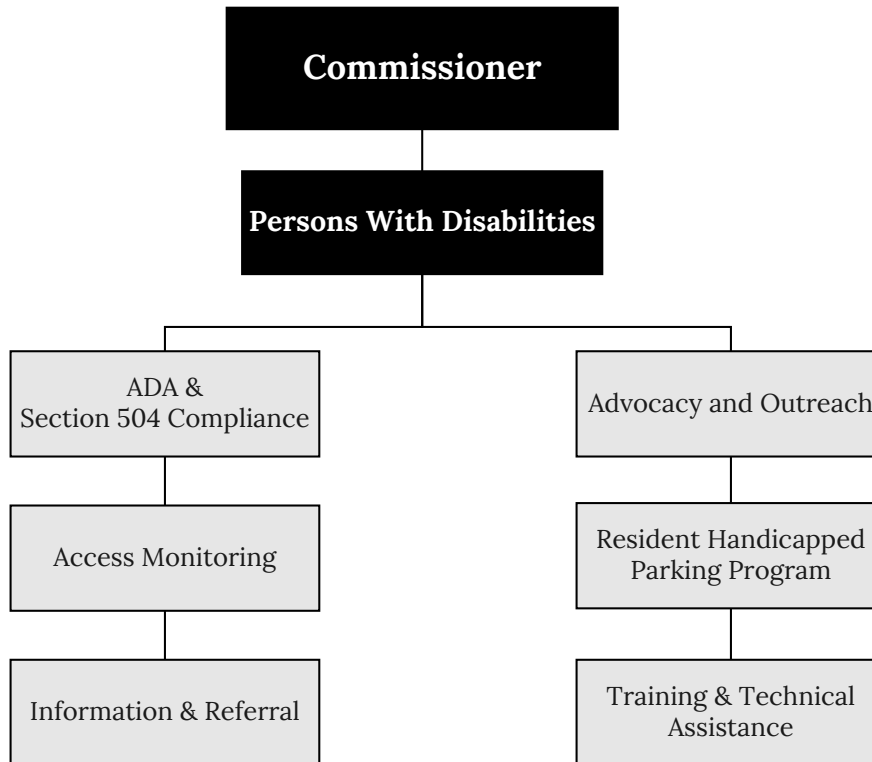 Commissioner
Persons With Disabilities
ADA &
Section 504 Compliance
Access Monitoring
Information & Referral
Advocacy and Outreach
Resident Handicapped
Parking Program
Training & Technical
Assistance